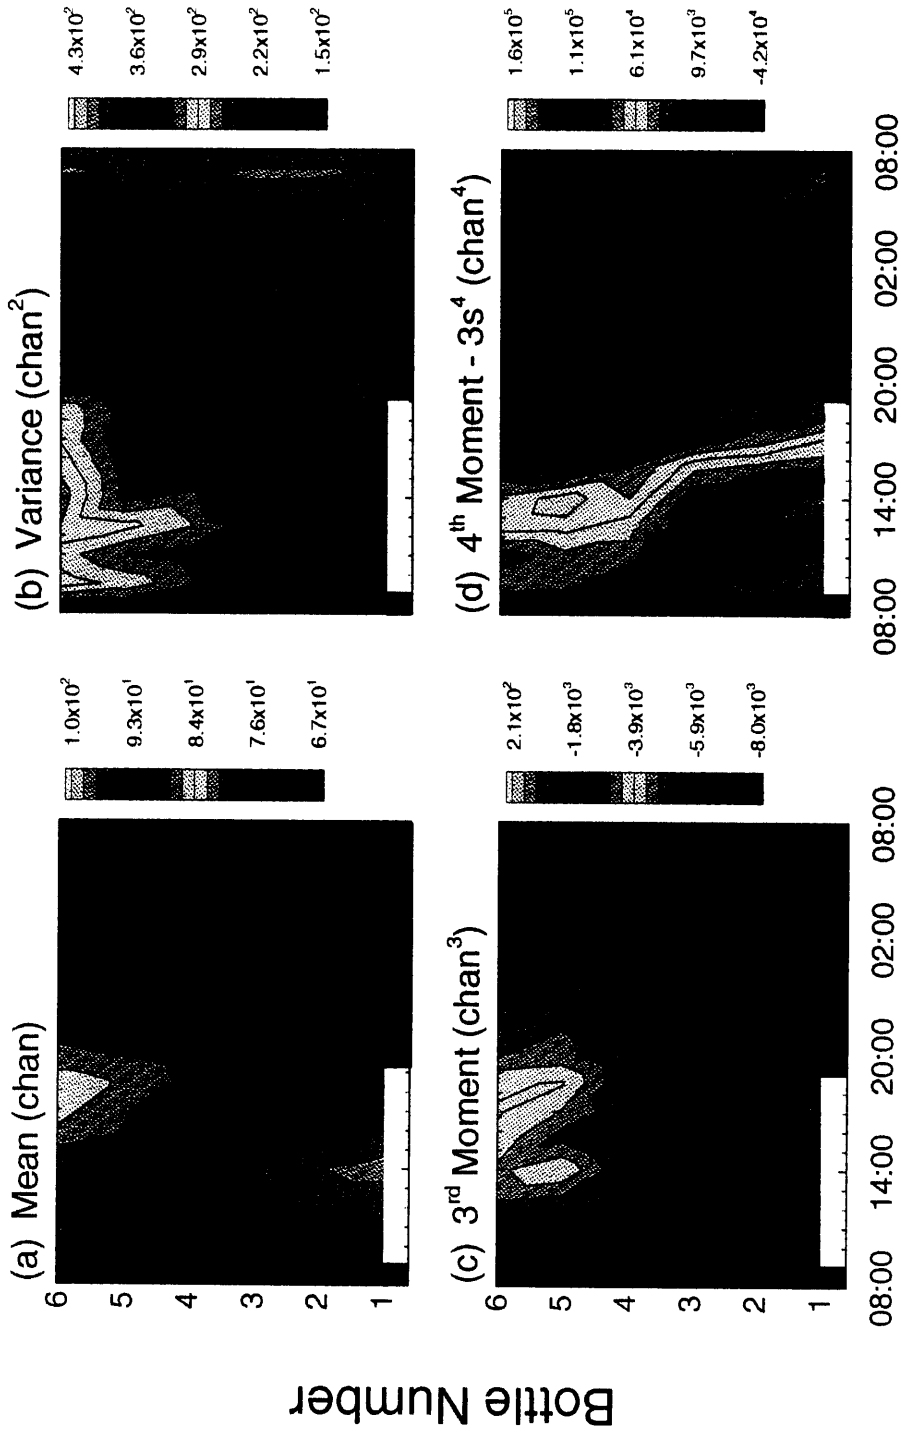 (a) Mean (chan)
1.0x10²
9.3x10¹
8.4x10¹
7.6x10¹
6.7x10¹
(b) Variance (chan²)
4.3x10²
3.6x10²
2.9x10²
2.2x10²
1.5x10²
6
5
4
3
2
1
(c) 3rd Moment (chan³)
2.1x10²
-1.8x10³
-3.9x10³
-5.9x10³
-8.0x10³
(d) 4th Moment - 3s⁴ (chan⁴)
1.6x10⁵
1.1x10⁵
6.1x10⁴
9.7x10³
-4.2x10⁴
6
5
4
3
2
1
08:00 14:00 20:00 02:00 08:00
08:00 14:00 20:00 02:00 08:00
Bottle Number